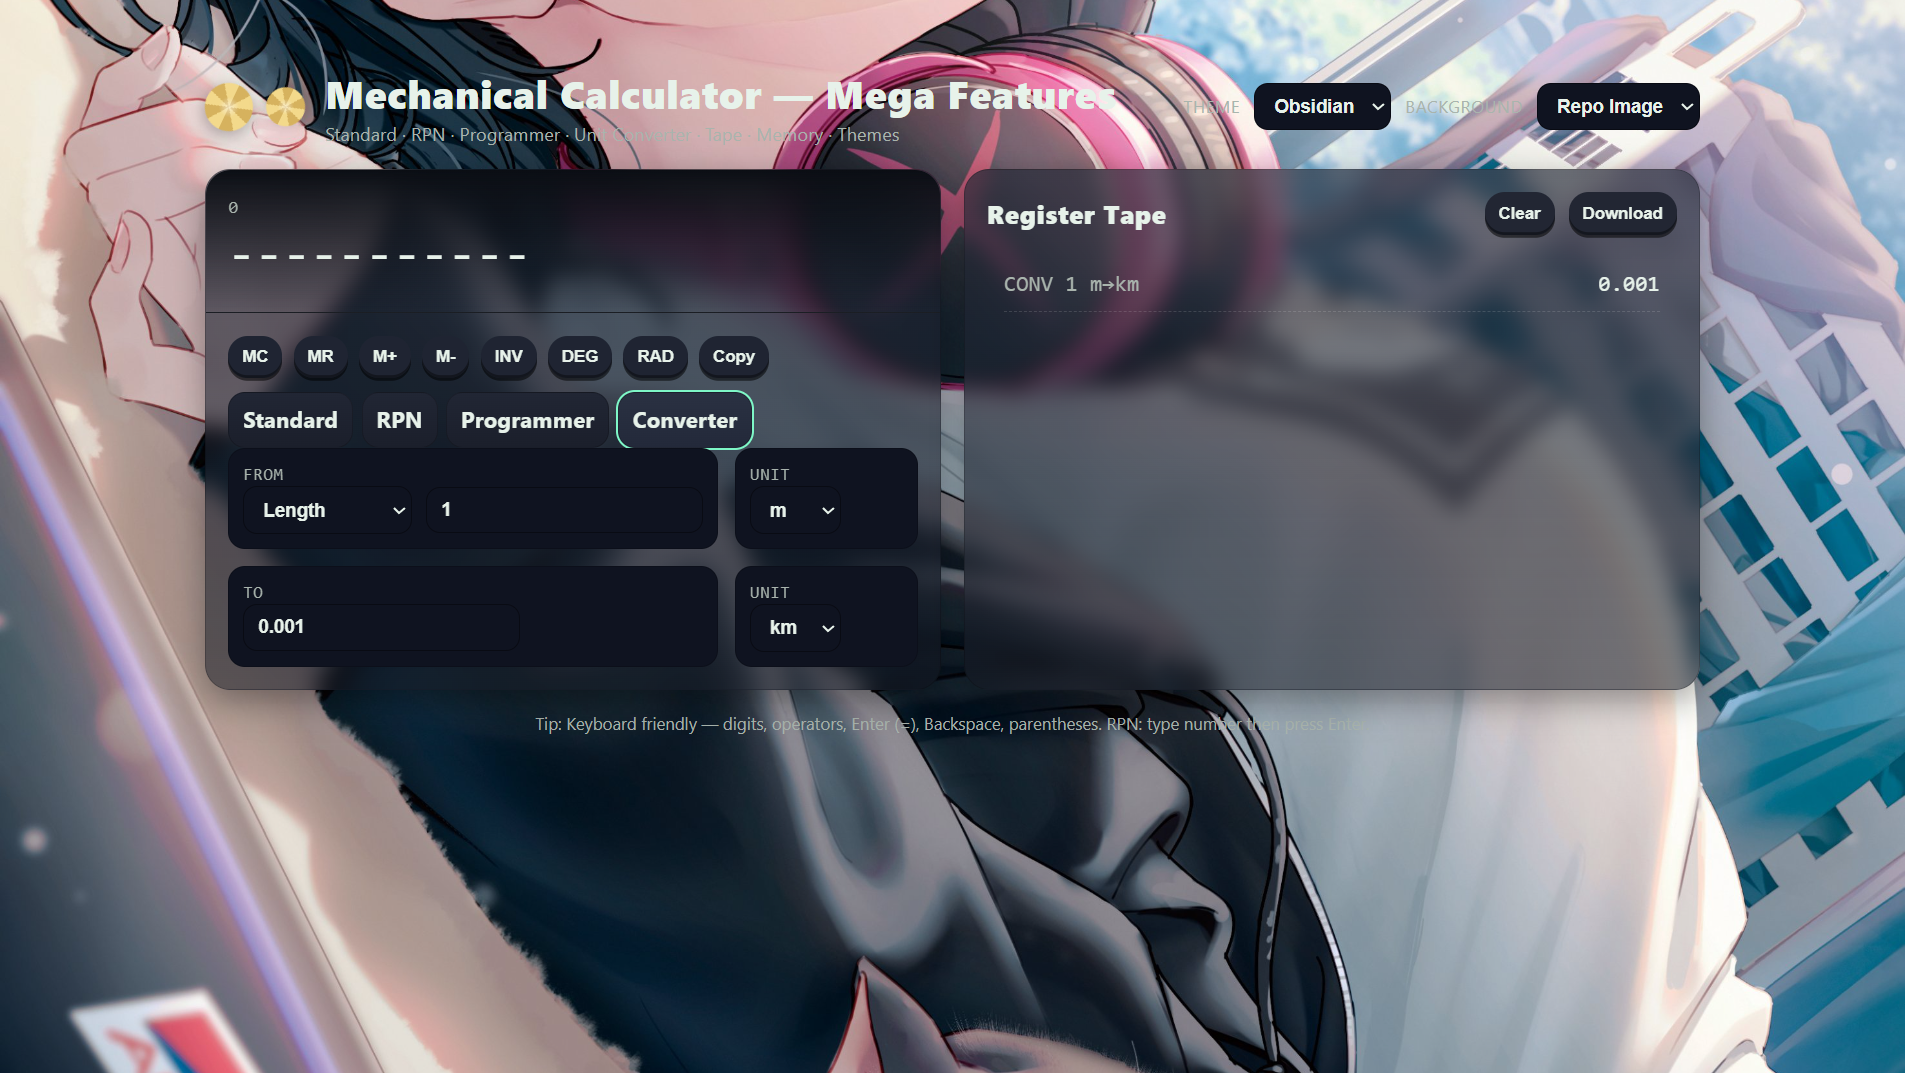 Mechanical Calculator — Mega Features
Standard · RPN · Programmer · Unit Converter · Tape · Memory · Themes
THEME Obsidian BACKGROUND Repo Image
0
-----------
MC MR M+ M- INV DEG RAD Copy
Standard RPN Programmer Converter
FROM
Length 1
UNIT
m
TO
0.001
UNIT
km
Register Tape
Clear Download
CONV 1 m→km 0.001
Tip: Keyboard friendly — digits, operators, Enter (=), Backspace, parentheses. RPN: type number then press Enter